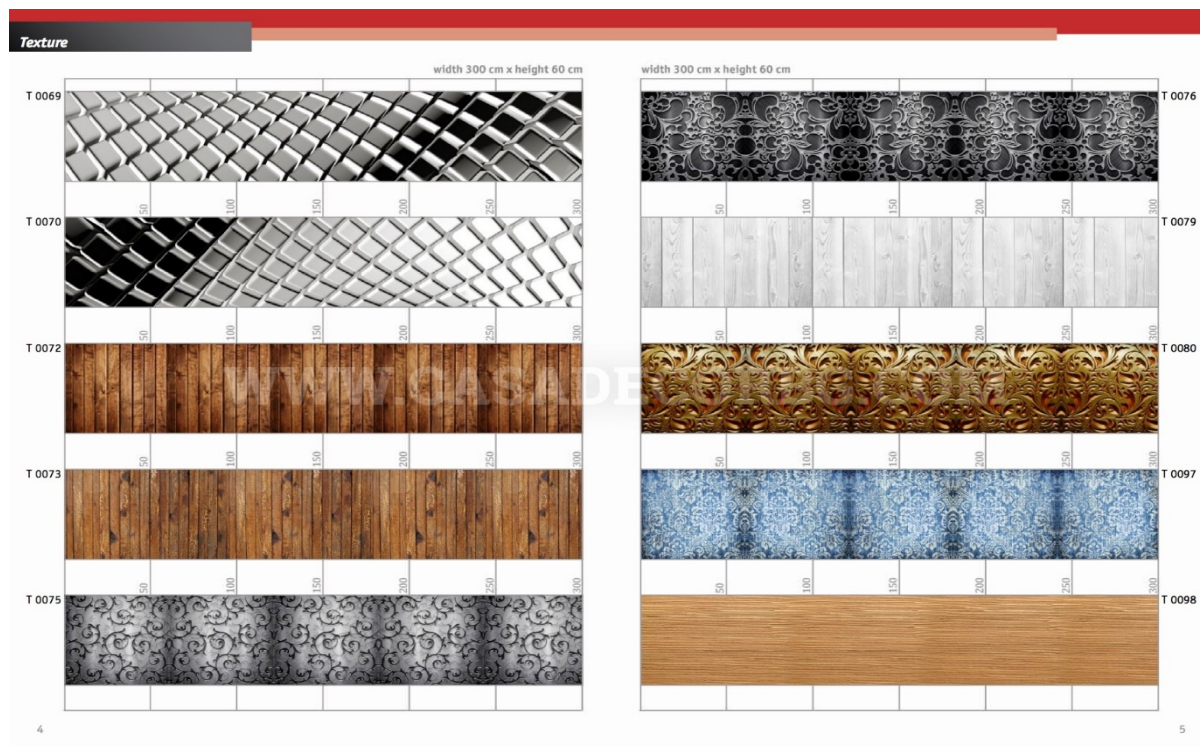 Texture
width 300 cm x height 60 cm
T 0069
50 100 150 200 250 300
T 0070
50 100 150 200 250 300
T 0072
50 100 150 200 250 300
T 0073
50 100 150 200 250 300
T 0075
4
width 300 cm x height 60 cm
T 0076
50 100 150 200 250 300
T 0079
50 100 150 200 250 300
T 0080
50 100 150 200 250 300
T 0097
50 100 150 200 250 300
T 0098
5